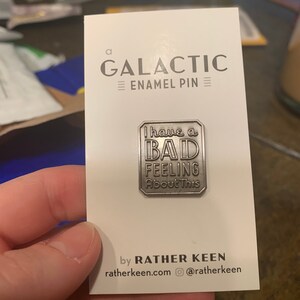 a
GALACTIC
ENAMEL PIN
I have a
BAD
FEELING
About This
by RATHER KEEN
ratherkeen.com @ratherkeen